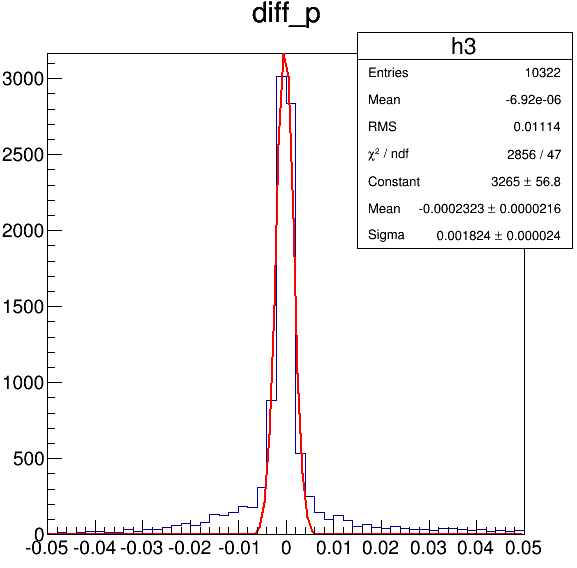 diff_p
h3
Entries 10322
Mean -6.92e-06
RMS 0.01114
χ² / ndf 2856 / 47
Constant 3265 ± 56.8
Mean -0.0002323 ± 0.0000216
Sigma 0.001824 ± 0.000024
3000
2500
2000
1500
1000
500
0
-0.05 -0.04 -0.03 -0.02 -0.01 0 0.01 0.02 0.03 0.04 0.05